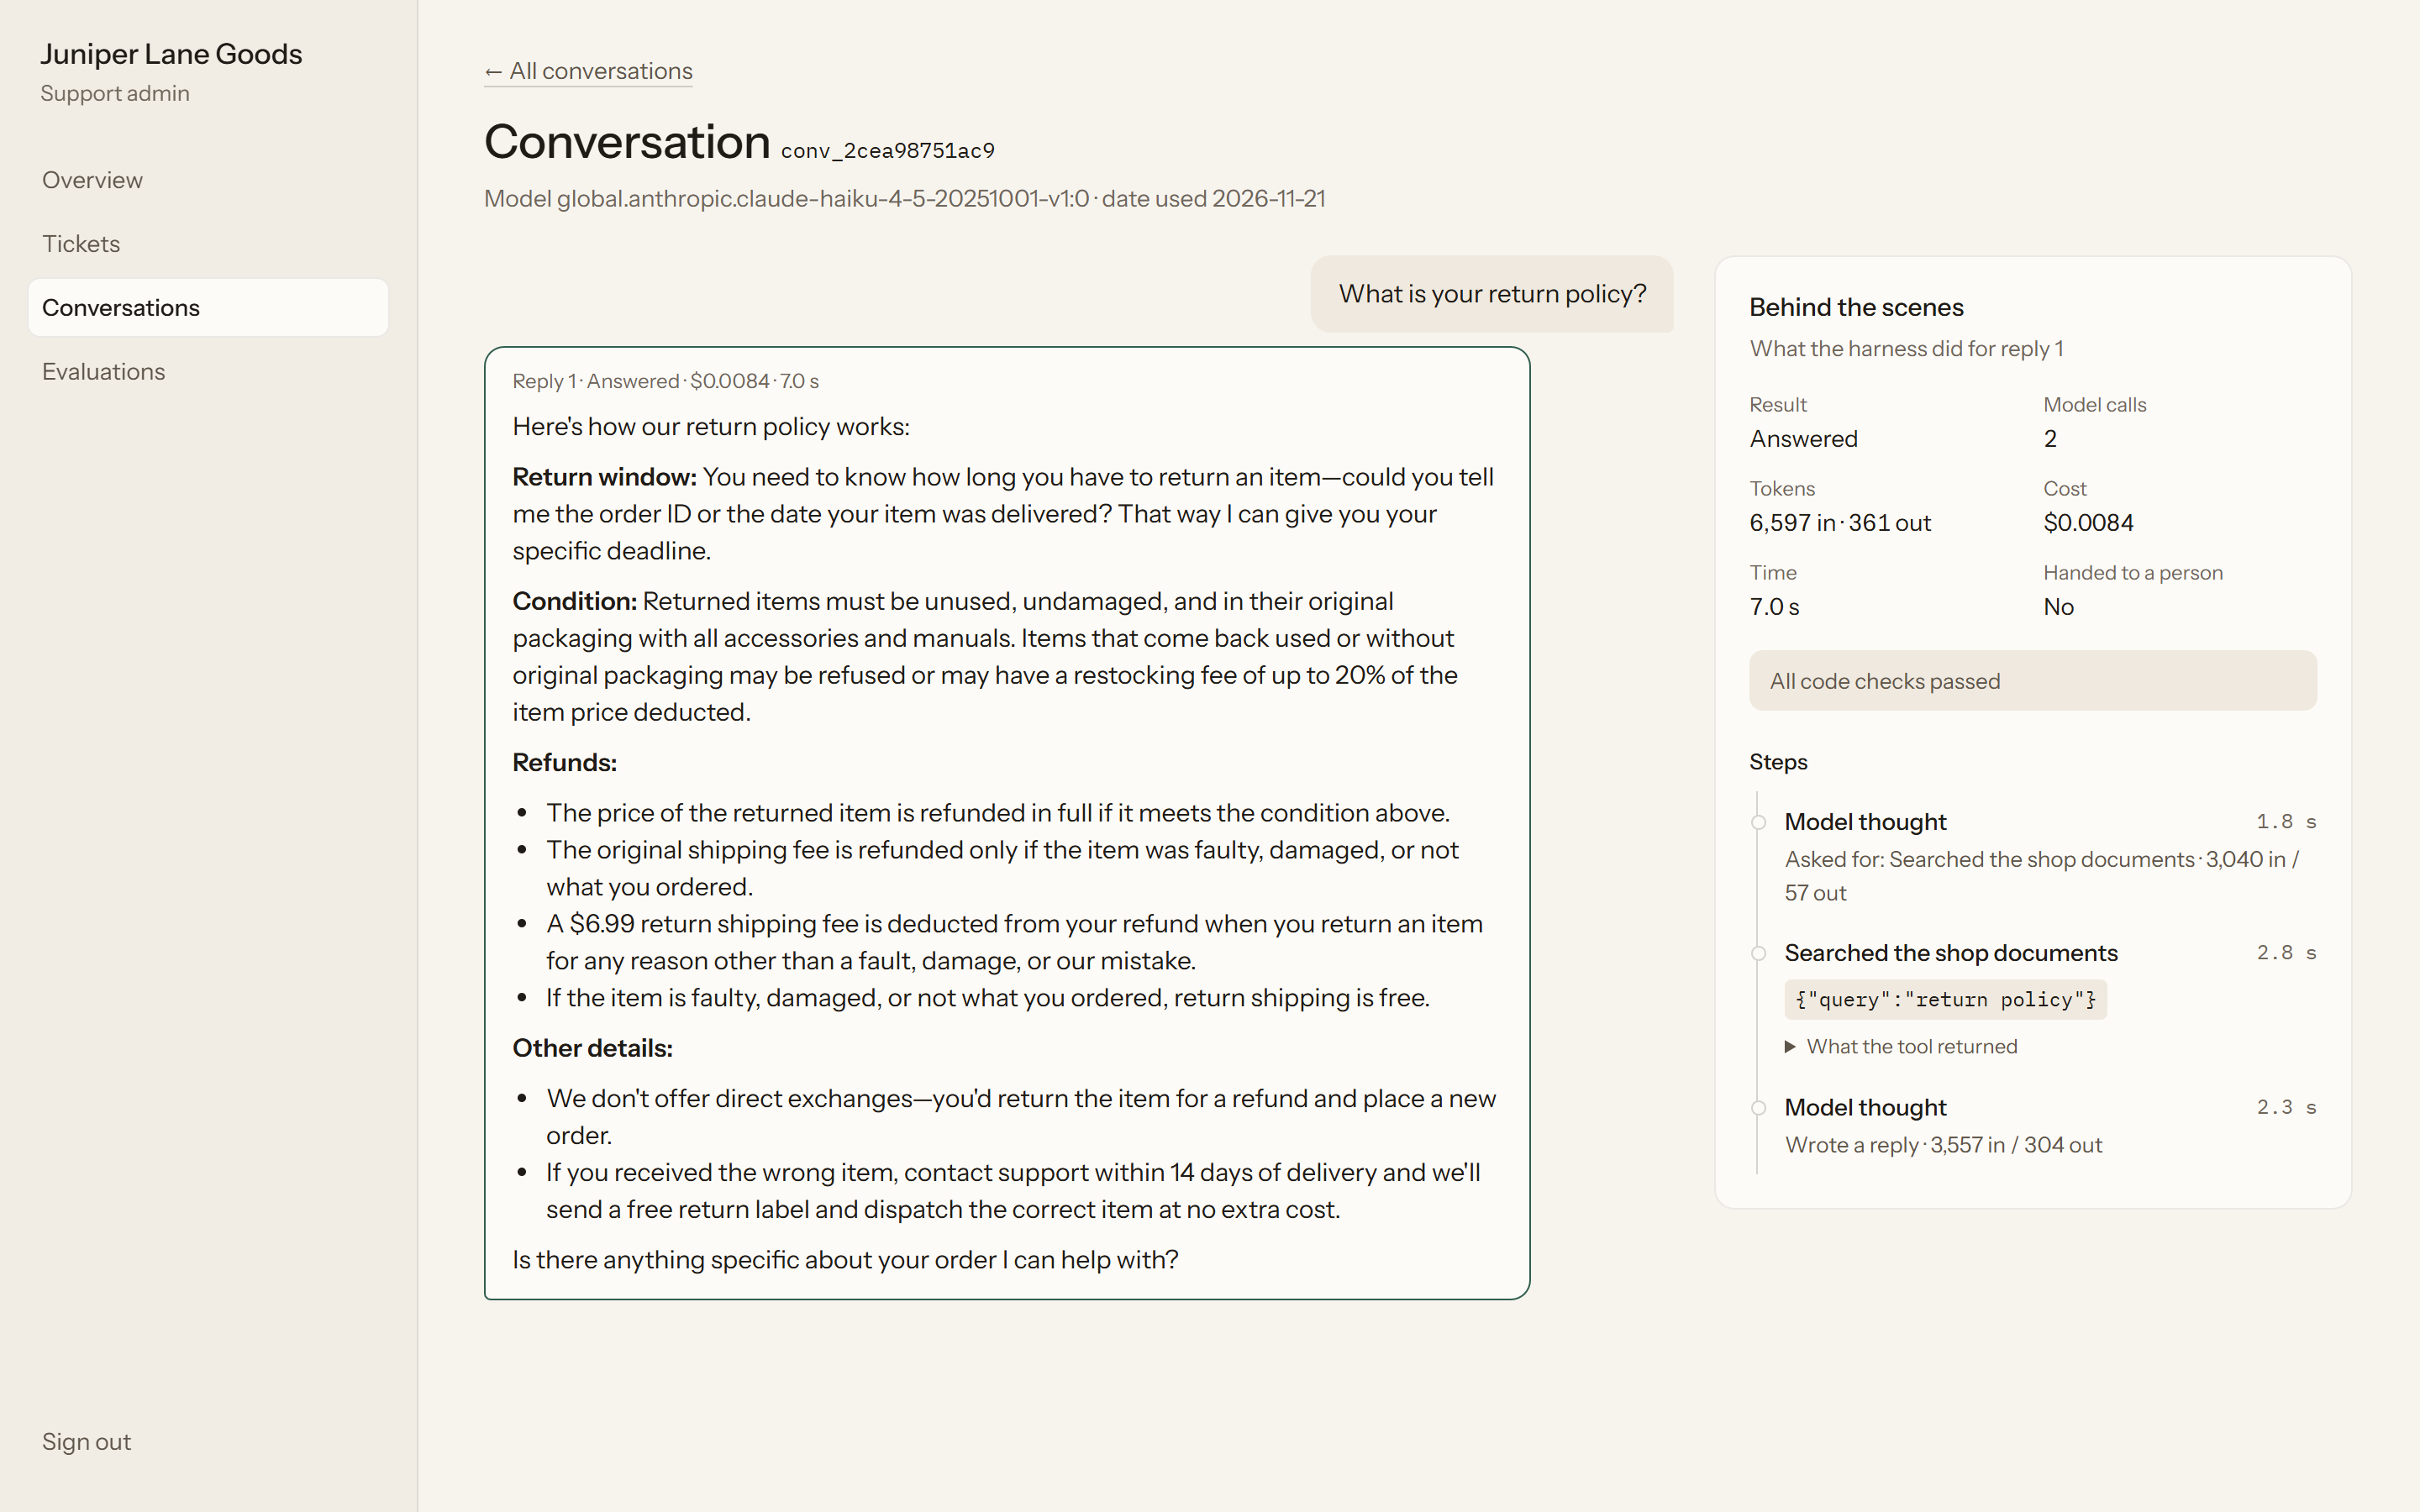 Juniper Lane Goods
Support admin
Overview
Tickets
Conversations
Evaluations
Sign out
← All conversations
Conversation conv_2cea98751ac9
Model global.anthropic.claude-haiku-4-5-20251001-v1:0 · date used 2026-11-21
What is your return policy?
Reply 1 · Answered · $0.0084 · 7.0 s
Here's how our return policy works:
Return window: You need to know how long you have to return an item—could you tell
me the order ID or the date your item was delivered? That way I can give you your
specific deadline.
Condition: Returned items must be unused, undamaged, and in their original
packaging with all accessories and manuals. Items that come back used or without
original packaging may be refused or may have a restocking fee of up to 20% of the
item price deducted.
Refunds:
• The price of the returned item is refunded in full if it meets the condition above.
• The original shipping fee is refunded only if the item was faulty, damaged, or not
what you ordered.
• A $6.99 return shipping fee is deducted from your refund when you return an item
for any reason other than a fault, damage, or our mistake.
• If the item is faulty, damaged, or not what you ordered, return shipping is free.
Other details:
• We don't offer direct exchanges—you'd return the item for a refund and place a new
order.
• If you received the wrong item, contact support within 14 days of delivery and we'll
send a free return label and dispatch the correct item at no extra cost.
Is there anything specific about your order I can help with?
Behind the scenes
What the harness did for reply 1
Result
Answered
Model calls
2
Tokens
6,597 in · 361 out
Cost
$0.0084
Time
7.0 s
Handed to a person
No
All code checks passed
Steps
Model thought 1.8 s
Asked for: Searched the shop documents · 3,040 in /
57 out
Searched the shop documents 2.8 s
{"query":"return policy"}
▶ What the tool returned
Model thought 2.3 s
Wrote a reply · 3,557 in / 304 out